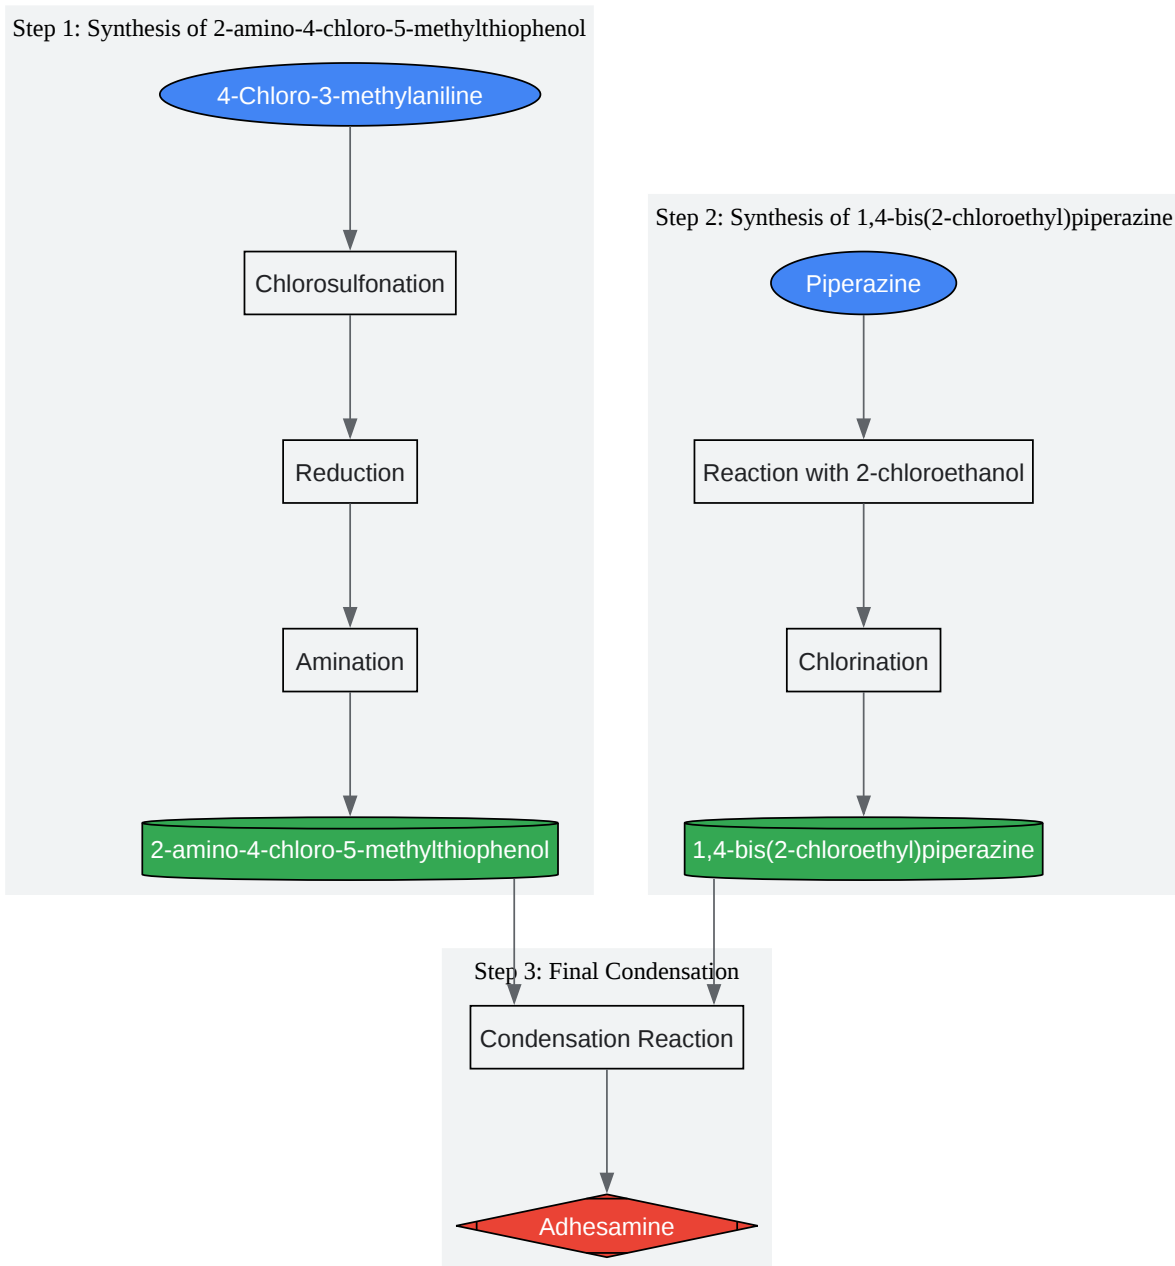 Step 1: Synthesis of 2-amino-4-chloro-5-methylthiophenol
4-Chloro-3-methylaniline
Chlorosulfonation
Reduction
Amination
2-amino-4-chloro-5-methylthiophenol
Step 2: Synthesis of 1,4-bis(2-chloroethyl)piperazine
Piperazine
Reaction with 2-chloroethanol
Chlorination
1,4-bis(2-chloroethyl)piperazine
Step 3: Final Condensation
Condensation Reaction
Adhesamine